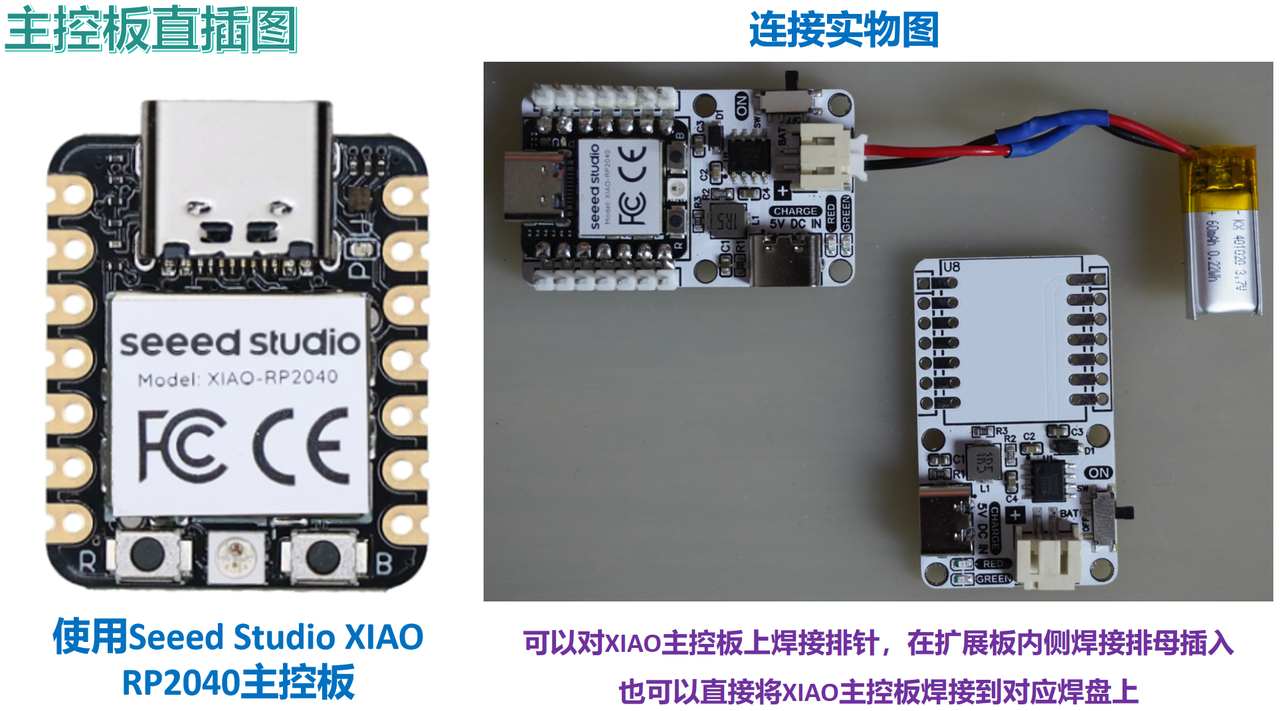 主控板直插图
连接实物图
P
seeed studio
Model: XIAO-RP2040
FC CE
R
B
使用Seeed Studio XIAO
RP2040主控板
ON
OFF
SW
D1
C3
BAT
B
seeed studio
Model: XIAO-RP2040
FC CE
R
C2
R2
R3
C4
+
1R5
L1
C1
R1
CHARGE
5V DC IN
RED
GREEN
- KX 401020 3.7V
+ 60mAh 0.22Wh
U8
R3
R2
C2
C3
D1
C1
R1
1R5
L1
C4
U1
ON
SW
OFF
BAT
+
CHARGE
5V DC IN
RED
GREEN
可以对XIAO主控板上焊接排针，在扩展板内侧焊接排母插入
也可以直接将XIAO主控板焊接到对应焊盘上